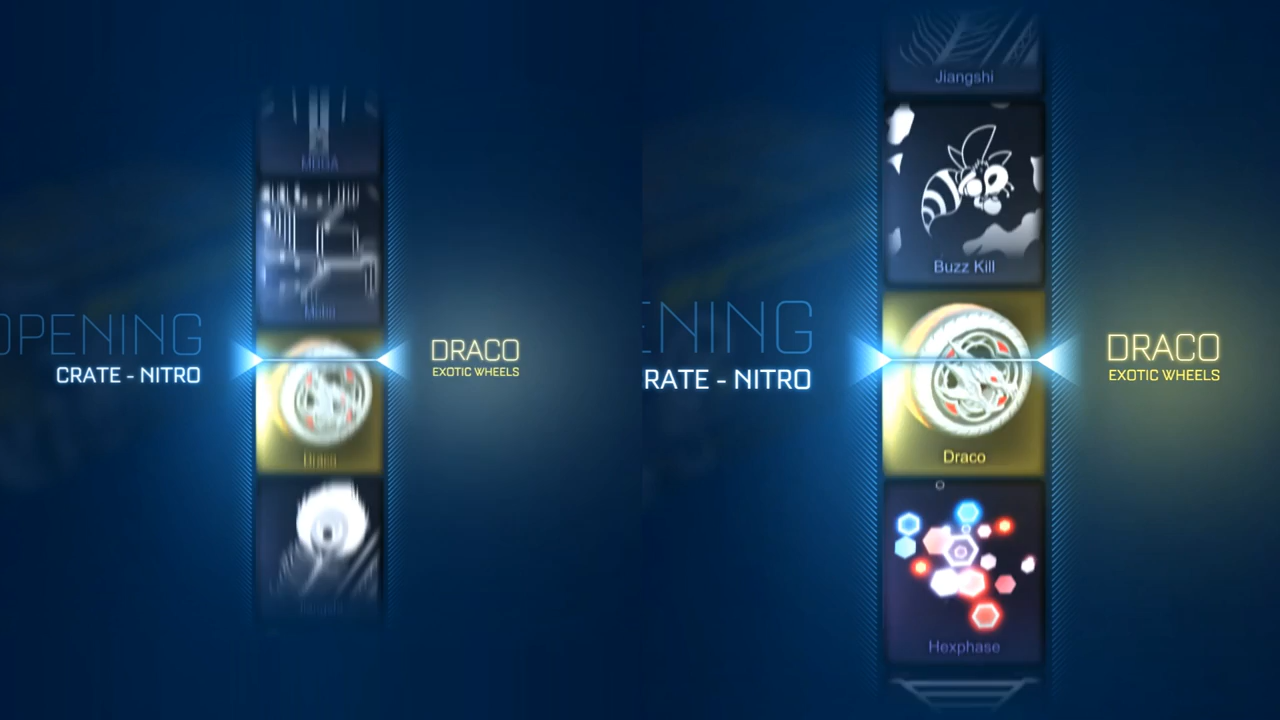 OPENING
CRATE - NITRO
DRACO
EXOTIC WHEELS
Jiangshi
Buzz Kill
ENING
RATE - NITRO
DRACO
EXOTIC WHEELS
Draco
Hexphase